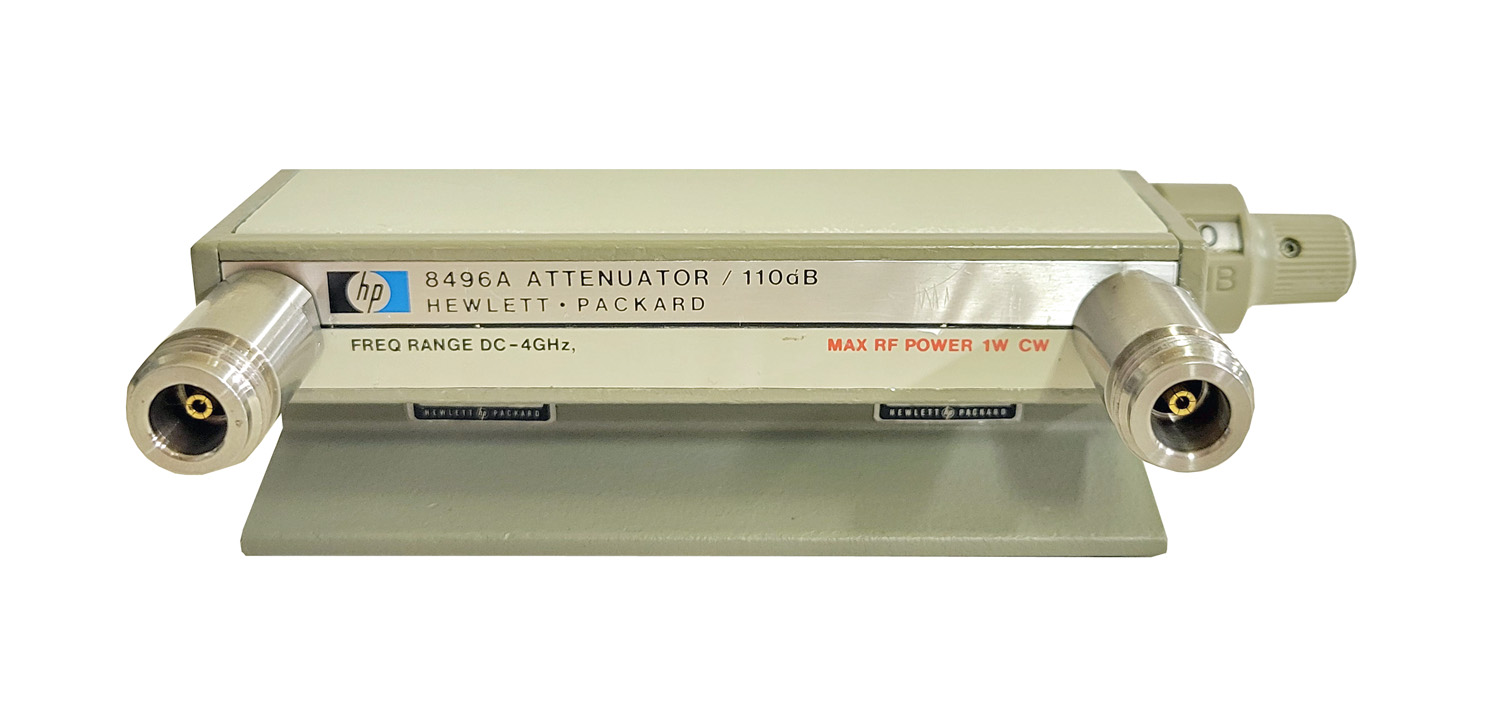 hp
8496A ATTENUATOR / 110dB
HEWLETT • PACKARD
FREQ RANGE DC-4GHz,
MAX RF POWER 1W CW
HEWLETT hp PACKARD
HEWLETT hp PACKARD